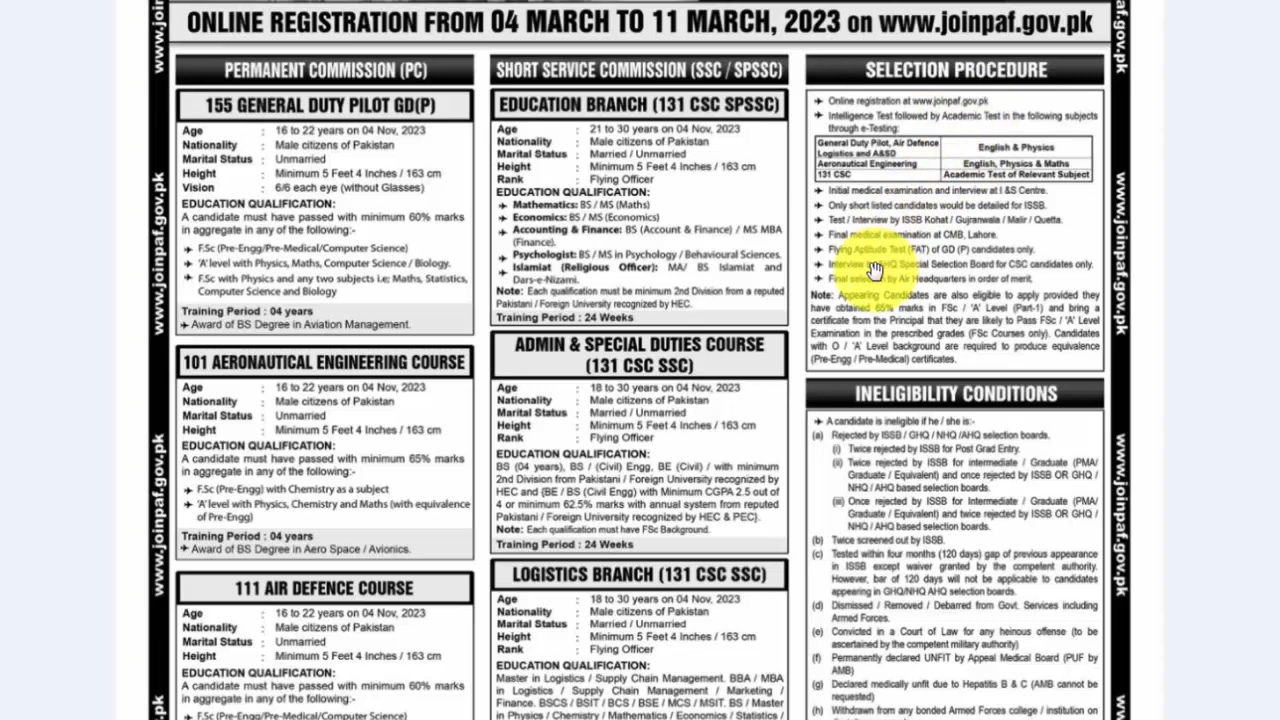 ONLINE REGISTRATION FROM 04 MARCH TO 11 MARCH, 2023 on www.joinpaf.gov.pk
PERMANENT COMMISSION (PC)
155 GENERAL DUTY PILOT GD(P)
Age : 16 to 22 years on 04 Nov, 2023
Nationality : Male citizens of Pakistan
Marital Status : Unmarried
Height : Minimum 5 Feet 4 Inches / 163 cm
Vision : 6/6 each eye (without Glasses)
EDUCATION QUALIFICATION:
A candidate must have passed with minimum 60% marks
in aggregate in any of the following:-
F.Sc (Pre-Engg/Pre-Medical/Computer Science)
'A' level with Physics, Maths, Computer Science / Biology.
F.Sc with Physics and any two subjects i.e; Maths, Statistics,
Computer Science and Biology
Training Period : 04 years
Award of BS Degree in Aviation Management.
101 AERONAUTICAL ENGINEERING COURSE
Age : 16 to 22 years on 04 Nov, 2023
Nationality : Male citizens of Pakistan
Marital Status : Unmarried
Height : Minimum 5 Feet 4 Inches / 163 cm
EDUCATION QUALIFICATION:
A candidate must have passed with minimum 65% marks
in aggregate in any of the following:-
F.Sc (Pre-Engg) with Chemistry as a subject
'A' level with Physics, Chemistry and Maths (with equivalence
of Pre-Engg)
Training Period : 04 years
Award of BS Degree in Aero Space / Avionics.
111 AIR DEFENCE COURSE
Age : 16 to 22 years on 04 Nov, 2023
Nationality : Male citizens of Pakistan
Marital Status : Unmarried
Height : Minimum 5 Feet 4 Inches / 163 cm
EDUCATION QUALIFICATION:
A candidate must have passed with minimum 60% marks
in aggregate in any of the following:-
F.Sc (Pre-Engg/Pre-Medical/Computer Science)
SHORT SERVICE COMMISSION (SSC / SPSSC)
EDUCATION BRANCH (131 CSC SPSSC)
Age : 21 to 30 years on 04 Nov, 2023
Nationality : Male citizens of Pakistan
Marital Status : Married / Unmarried
Height : Minimum 5 Feet 4 Inches / 163 cm
Rank : Flying Officer
EDUCATION QUALIFICATION:
Mathematics: BS / MS (Maths)
Economics: BS / MS (Economics)
Accounting & Finance: BS (Account & Finance) / MS MBA
(Finance).
Psychologist: BS / MS in Psychology / Behavioural Sciences.
Islamiat (Religious Officer): MA/ BS Islamiat and
Dars-e-Nizami.
Note: Each qualification must be minimum 2nd Division from a reputed
Pakistani / Foreign University recognized by HEC.
Training Period : 24 Weeks
ADMIN & SPECIAL DUTIES COURSE
(131 CSC SSC)
Age : 18 to 30 years on 04 Nov, 2023
Nationality : Male citizens of Pakistan
Marital Status : Married / Unmarried
Height : Minimum 5 Feet 4 Inches / 163 cm
Rank : Flying Officer
EDUCATION QUALIFICATION:
BS (04 years), BS / (Civil) Engg, BE (Civil) / with minimum
2nd Division from Pakistan / Foreign University recognized by
HEC and {BE / BS (Civil Engg) with Minimum CGPA 2.5 out of
4 or minimum 62.5% marks with annual system from reputed
Pakistani / Foreign University recognized by HEC & PEC}.
Note: Each qualifications must have FSc Background.
Training Period : 24 Weeks
LOGISTICS BRANCH (131 CSC SSC)
Age : 18 to 30 years on 04 Nov, 2023
Nationality : Male citizens of Pakistan
Marital Status : Married / Unmarried
Height : Minimum 5 Feet 4 Inches / 163 cm
Rank : Flying Officer
EDUCATION QUALIFICATION:
Master in Logistics / Supply Chain Management. BBA / MBA
in Logistics / Supply Chain Management / Marketing /
Finance. BSCS / BSIT / BCS / BSE / MCS / MSIT. BS / Master
in Physics / Chemistry / Mathematics / Economics / Statistics /
SELECTION PROCEDURE
Online registration at www.joinpaf.gov.pk
Intelligence Test followed by Academic Test in the following subjects
through e-Testing:
General Duty Pilot, Air Defence
Logistics and A&SD English & Physics
Aeronautical Engineering English, Physics & Maths
131 CSC Academic Test of Relevant Subject
Initial medical examination and interview at I &S Centre.
Only short listed candidates would be detailed for ISSB.
Test / Interview by ISSB Kohat / Gujranwala / Malir / Quetta.
Final medical examination at CMB, Lahore.
Flying Aptitude Test (FAT) of GD (P) candidates only.
Interview Special Selection Board for CSC candidates only.
Final by Air Headquarters in order of merit.
Note: Appearing Candidates are also eligible to apply provided they
have obtained 65% marks in FSc / 'A' Level (Part-1) and bring a
certificate from the Principal that they are likely to Pass FSc / 'A' Level
Examination in the prescribed grades (FSc Courses only). Candidates
with O / 'A' Level background are required to produce equivalence
(Pre-Engg / Pre-Medical) certificates.
INELIGIBILITY CONDITIONS
A candidate is ineligible if he / she is:-
(a) Rejected by ISSB / GHQ / NHQ /AHQ selection boards.
(i) Twice rejected by ISSB for Post Grad Entry.
(ii) Twice rejected by ISSB for intermediate / Graduate (PMA/
Graduate / Equivalent) and once rejected by ISSB OR GHQ /
NHQ / AHQ based selection boards.
(iii) Once rejected by ISSB for Intermediate / Graduate (PMA/
Graduate / Equivalent) and twice rejected by ISSB OR GHQ /
NHQ / AHQ based selection boards.
(b) Twice screened out by ISSB.
(c) Tested within four months (120 days) gap of previous appearance
in ISSB except waiver granted by the competent authority.
However, bar of 120 days will not be applicable to candidates
appearing in GHQ/NHQ AHQ selection boards.
(d) Dismissed / Removed / Debarred from Govt. Services including
Armed Forces.
(e) Convicted in a Court of Law for any heinous offense (to be
ascertained by the competent military authority)
(f) Permanently declared UNFIT by Appeal Medical Board (PUF by
AMB)
(g) Declared medically unfit due to Hepatitis B & C (AMB cannot be
requested)
(h) Withdrawn from any bonded Armed Forces college / institution on
www.joinpaf.gov.pk
www.joinpaf.gov.pk
www.joinpaf.gov.pk
www.joinpaf.gov.pk